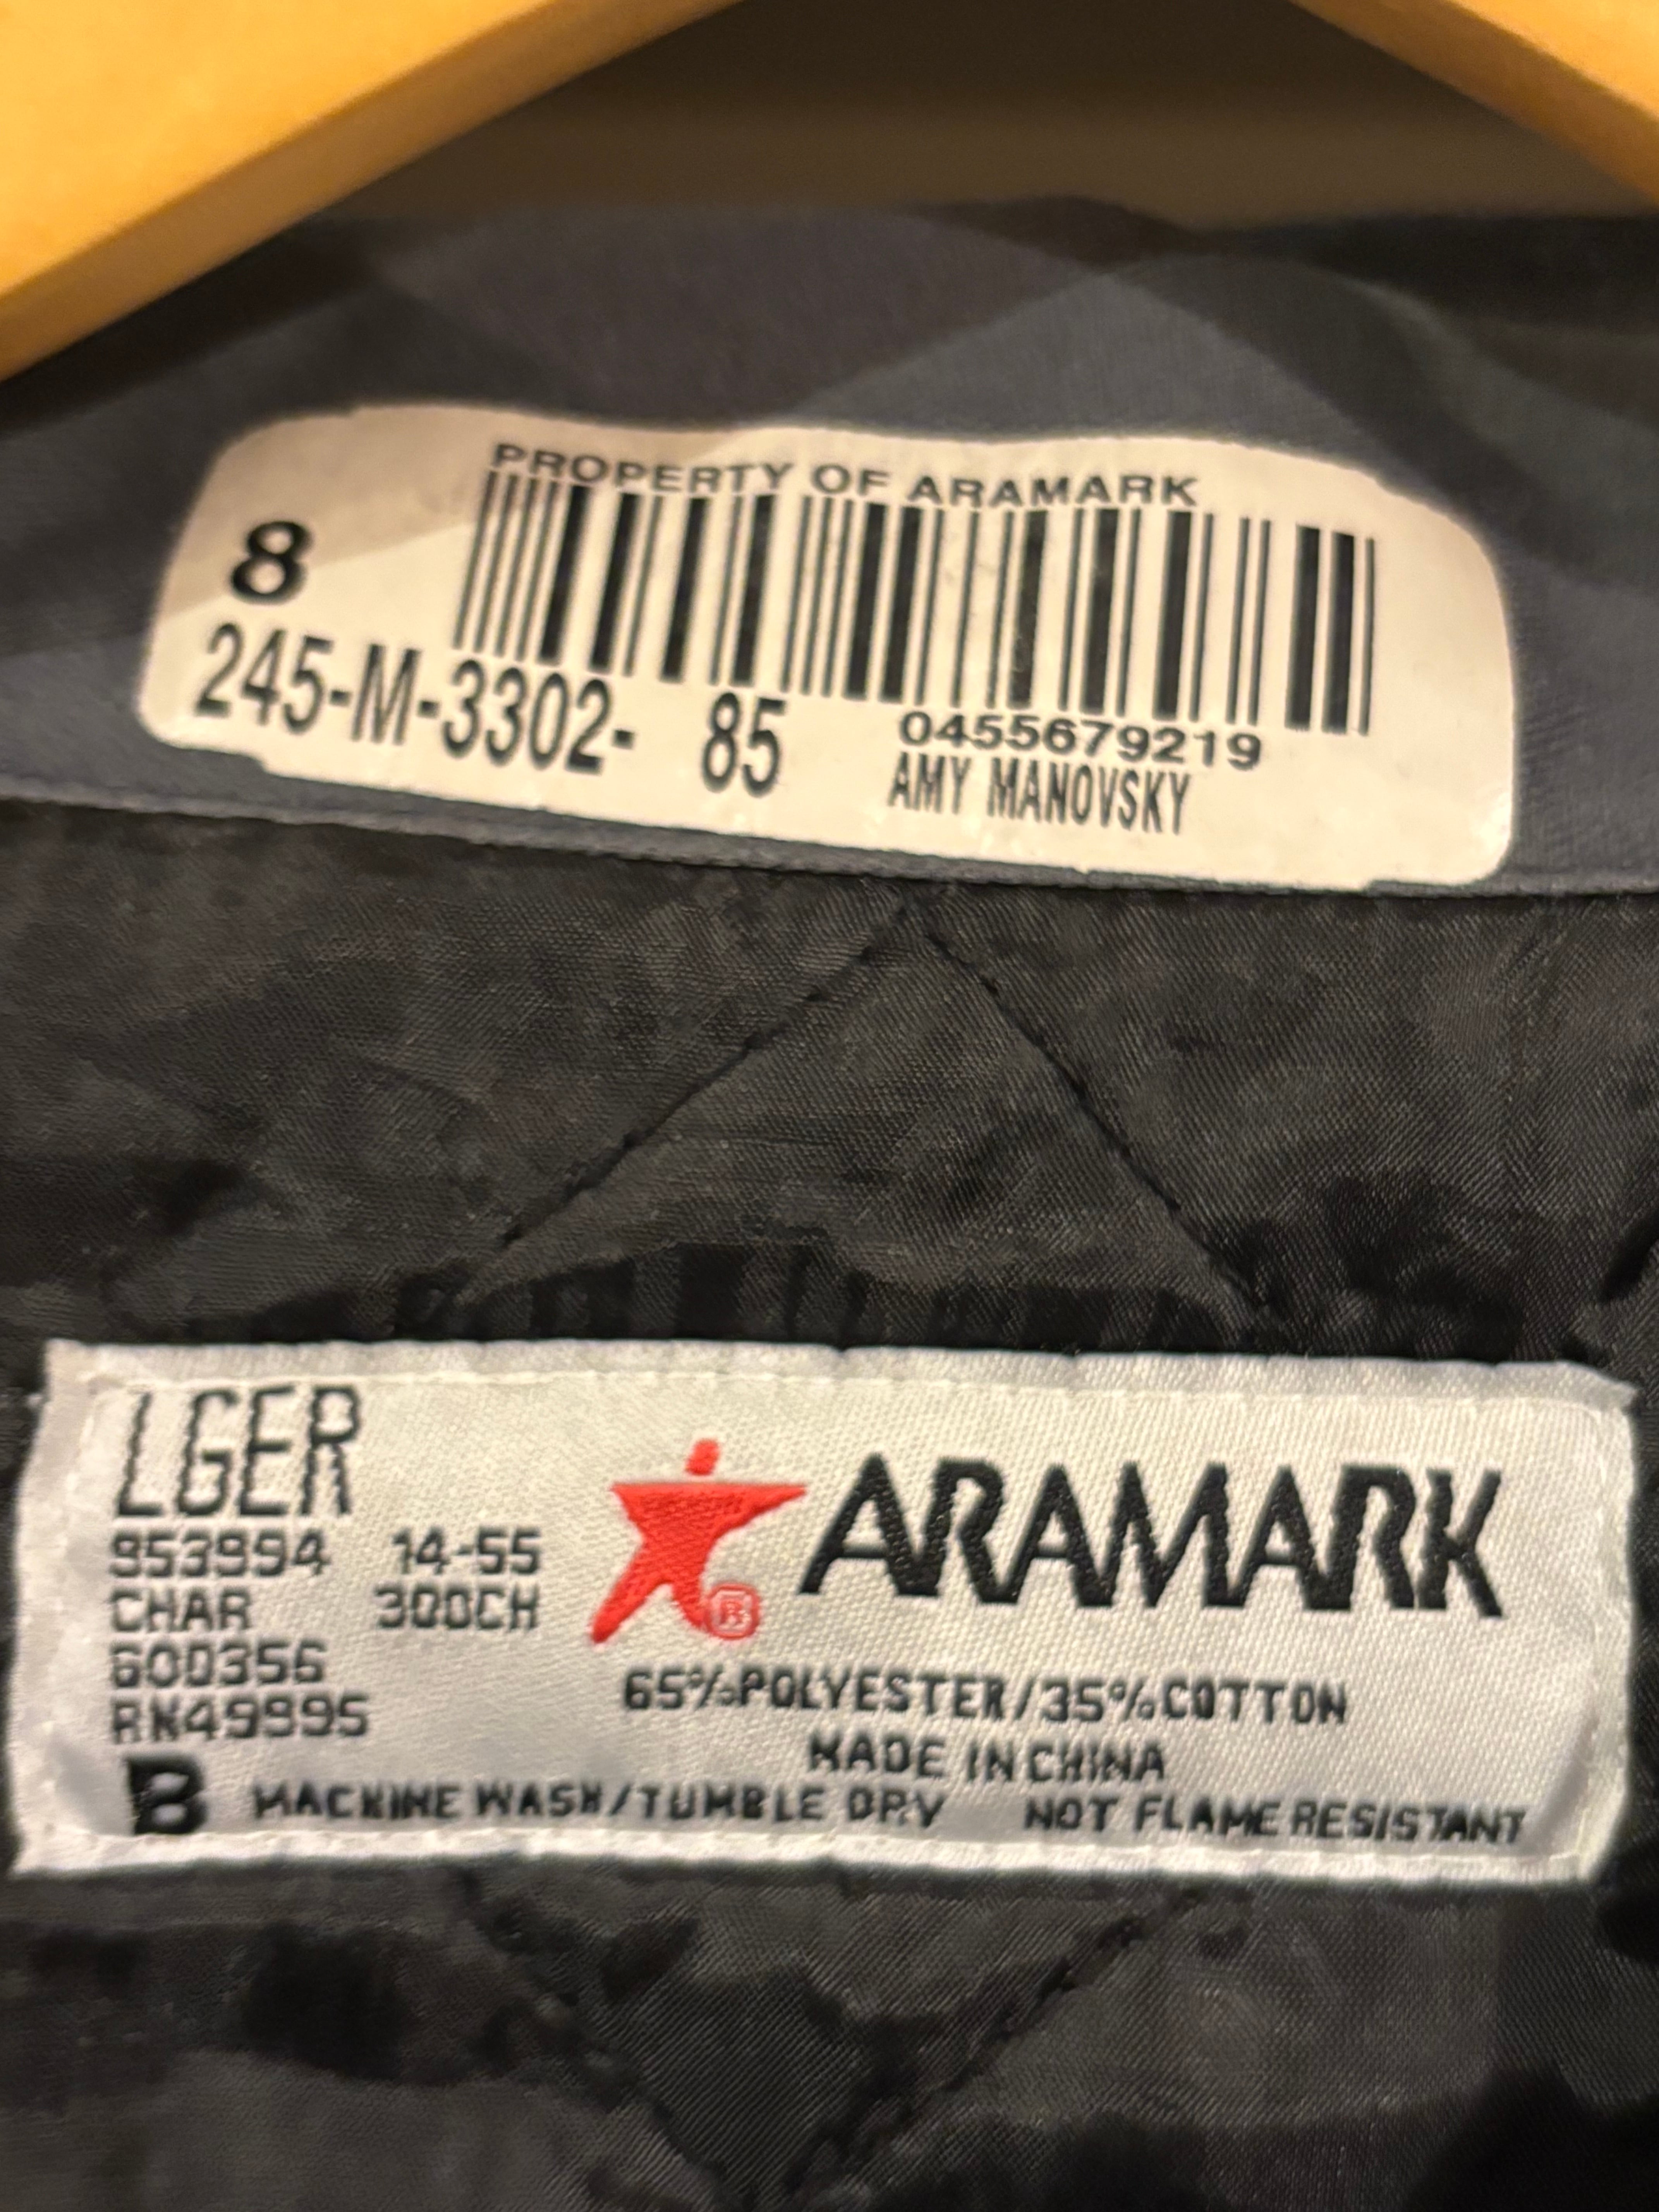 PROPERTY OF ARAMARK
8
245-M-3302- 85
0455679219
AMY MANOVSKY
LGER
953994 14-55
CHAR 300CH
600356
RN49995
B
ARAMARK
®
65%POLYESTER/35%COTTON
MADE IN CHINA
MACHINE WASH/TUMBLE DRY NOT FLAME RESISTANT